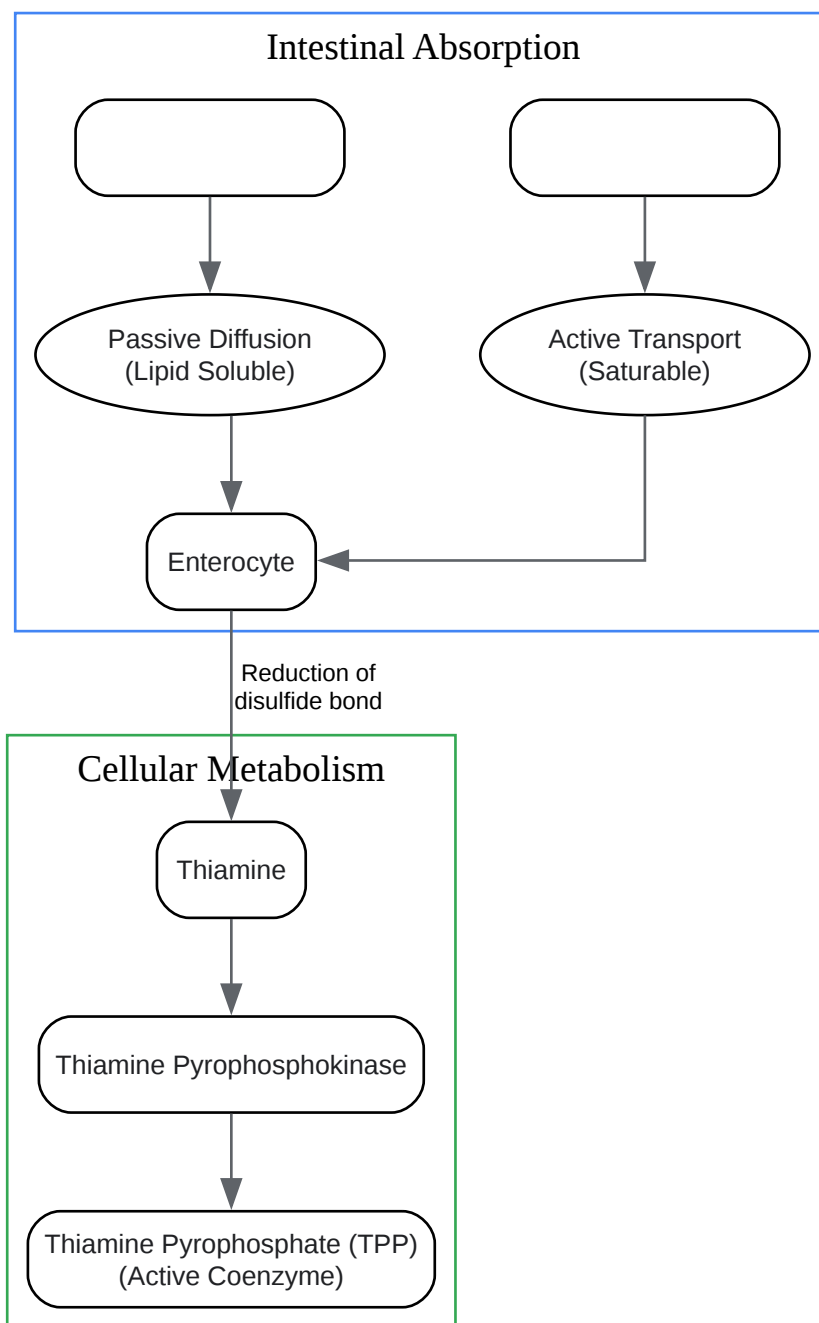 Intestinal Absorption
Passive Diffusion
(Lipid Soluble)
Active Transport
(Saturable)
Enterocyte
Reduction of
disulfide bond
Cellular Metabolism
Thiamine
Thiamine Pyrophosphokinase
Thiamine Pyrophosphate (TPP)
(Active Coenzyme)